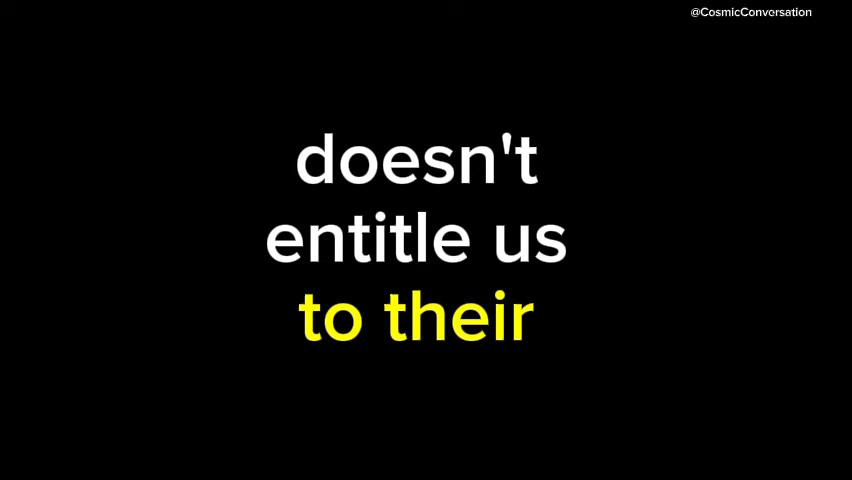 @CosmicConversation
doesn't
entitle us
to their